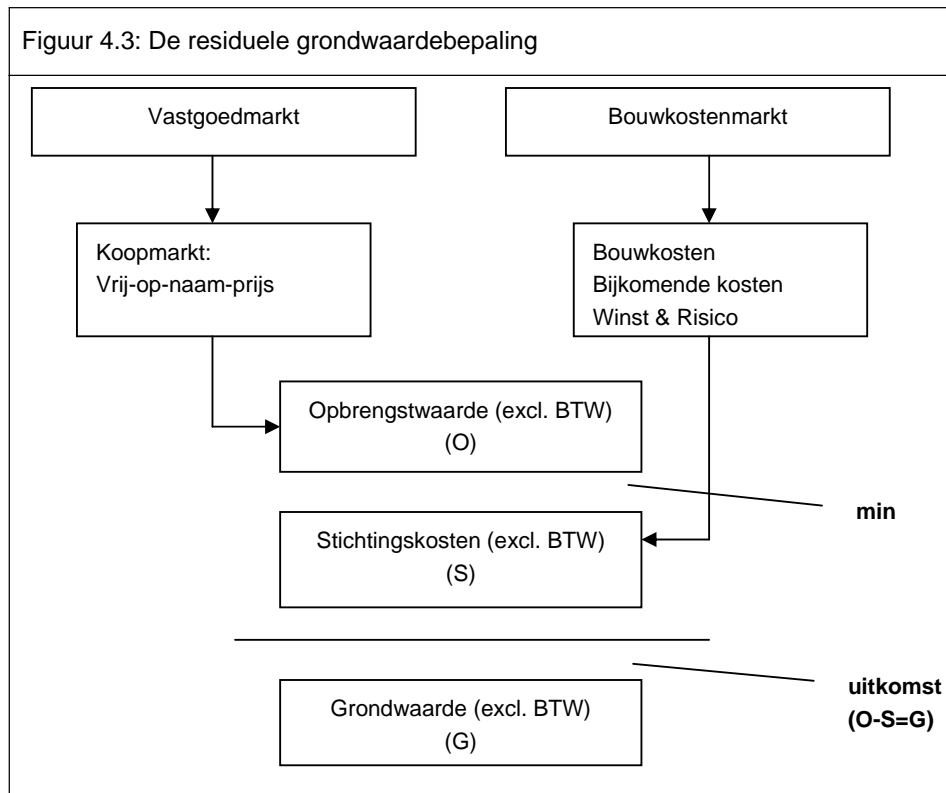 Figuur 4.3: De residuele grondwaardebepaling
Vastgoedmarkt
Bouwkostenmarkt
Koopmarkt:
Vrij-op-naam-prijs
Bouwkosten
Bijkomende kosten
Winst & Risico
Opbrengstwaarde (excl. BTW)
(O)
min
Stichtingskosten (excl. BTW)
(S)
uitkomst
(O-S=G)
Grondwaarde (excl. BTW)
(G)